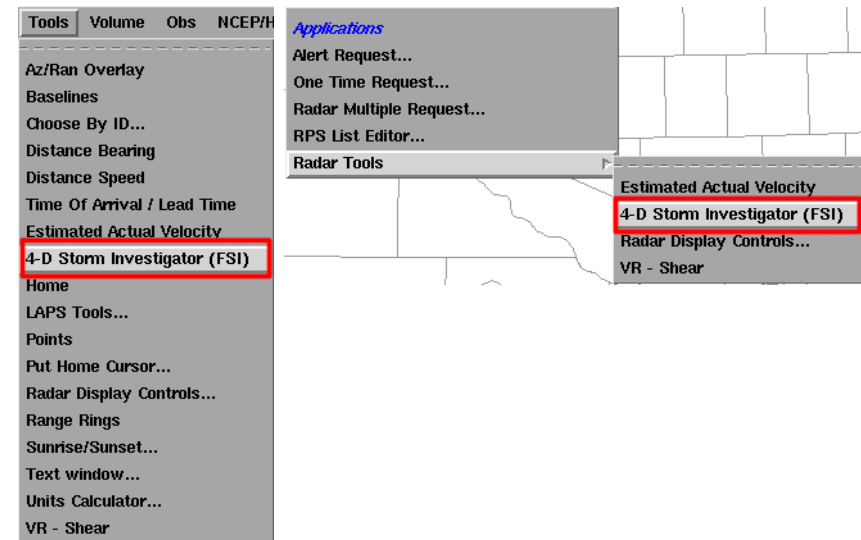 Tools Volume Obs NCEP/H
Az/Ran Overlay
Baselines
Choose By ID...
Distance Bearing
Distance Speed
Time Of Arrival / Lead Time
Estimated Actual Velocity
4-D Storm Investigator (FSI)
Home
LAPS Tools...
Points
Put Home Cursor...
Radar Display Controls...
Range Rings
Sunrise/Sunset...
Text window...
Units Calculator...
VR - Shear
Applications
Alert Request...
One Time Request...
Radar Multiple Request...
RPS List Editor...
Radar Tools
Estimated Actual Velocity
4-D Storm Investigator (FSI)
Radar Display Controls...
VR - Shear